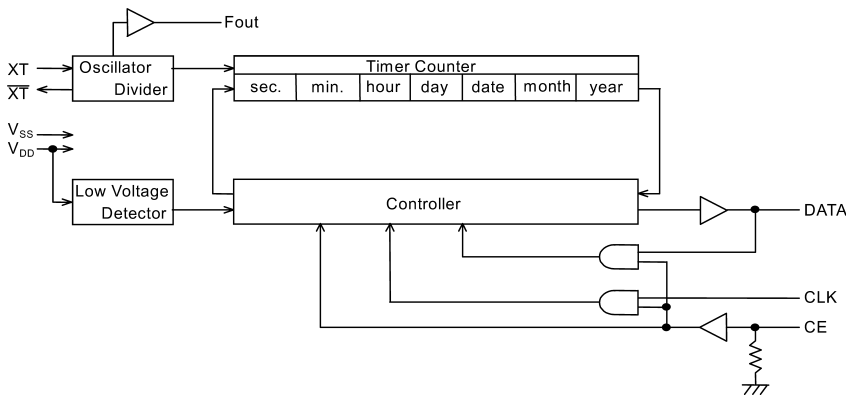 Fout
XT
Oscillator
Divider
X̅T̅
Timer Counter
sec. min. hour day date month year
VSS
VDD
Low Voltage
Detector
Controller
DATA
CLK
CE